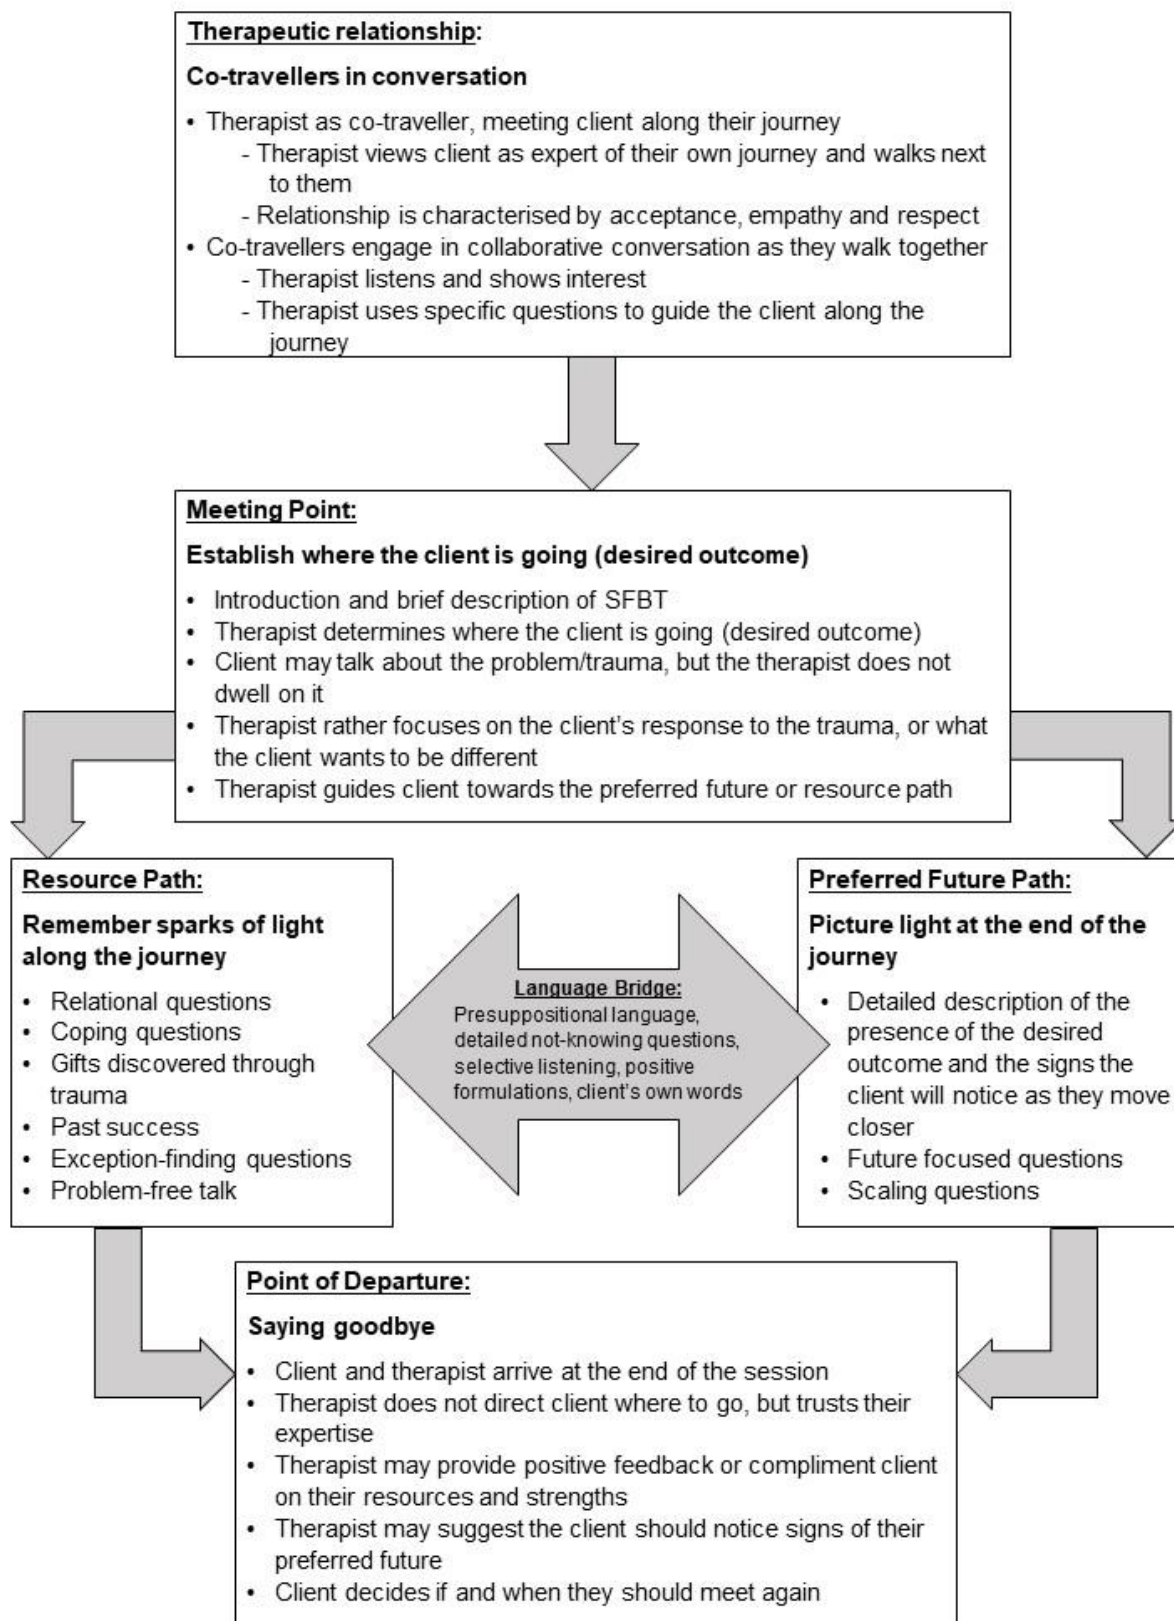 Therapeutic relationship:
Co-travellers in conversation
• Therapist as co-traveller, meeting client along their journey
- Therapist views client as expert of their own journey and walks next
to them
- Relationship is characterised by acceptance, empathy and respect
• Co-travellers engage in collaborative conversation as they walk together
- Therapist listens and shows interest
- Therapist uses specific questions to guide the client along the
journey
Meeting Point:
Establish where the client is going (desired outcome)
• Introduction and brief description of SFBT
• Therapist determines where the client is going (desired outcome)
• Client may talk about the problem/trauma, but the therapist does not
dwell on it
• Therapist rather focuses on the client's response to the trauma, or what
the client wants to be different
• Therapist guides client towards the preferred future or resource path
Resource Path:
Remember sparks of light
along the journey
• Relational questions
• Coping questions
• Gifts discovered through
trauma
• Past success
• Exception-finding questions
• Problem-free talk
Language Bridge:
Presuppositional language,
detailed not-knowing questions,
selective listening, positive
formulations, client's own words
Preferred Future Path:
Picture light at the end of the
journey
• Detailed description of the
presence of the desired
outcome and the signs the
client will notice as they move
closer
• Future focused questions
• Scaling questions
Point of Departure:
Saying goodbye
• Client and therapist arrive at the end of the session
• Therapist does not direct client where to go, but trusts their
expertise
• Therapist may provide positive feedback or compliment client
on their resources and strengths
• Therapist may suggest the client should notice signs of their
preferred future
• Client decides if and when they should meet again